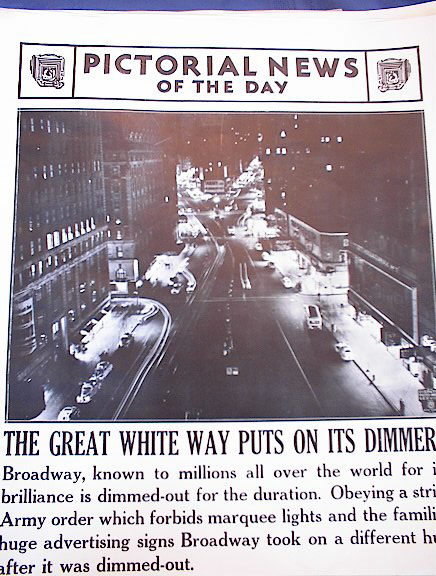 PICTORIAL NEWS
OF THE DAY
THE GREAT WHITE WAY PUTS ON ITS DIMMER
Broadway, known to millions all over the world for
brilliance is dimmed-out for the duration. Obeying a
Army order which forbids marquee lights and the
huge advertising signs Broadway took on a different
after it was dimmed-out.